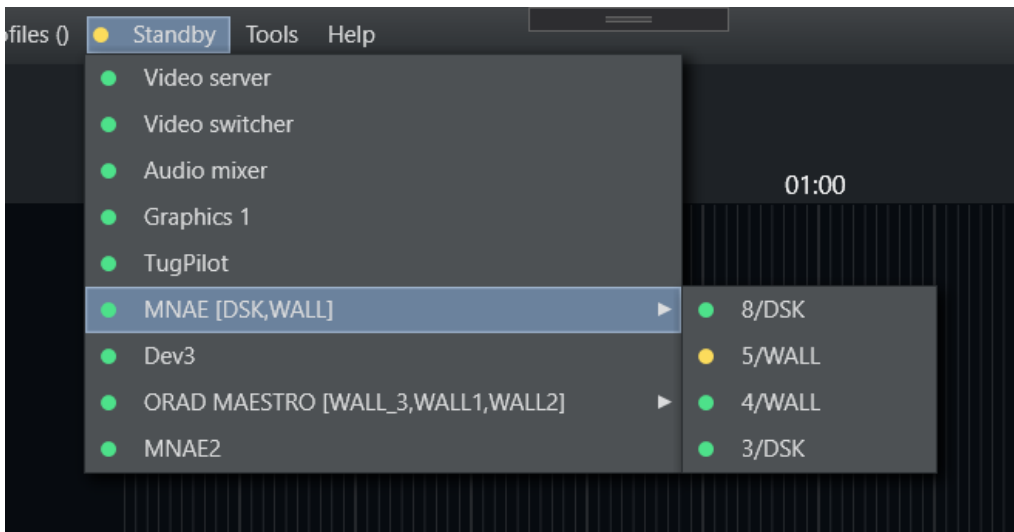 ofiles () Standby Tools Help
Video server
Video switcher
Audio mixer
01:00
Graphics 1
TugPilot
MNAE [DSK,WALL]
8/DSK
Dev3
5/WALL
ORAD MAESTRO [WALL_3,WALL1,WALL2]
4/WALL
MNAE2
3/DSK